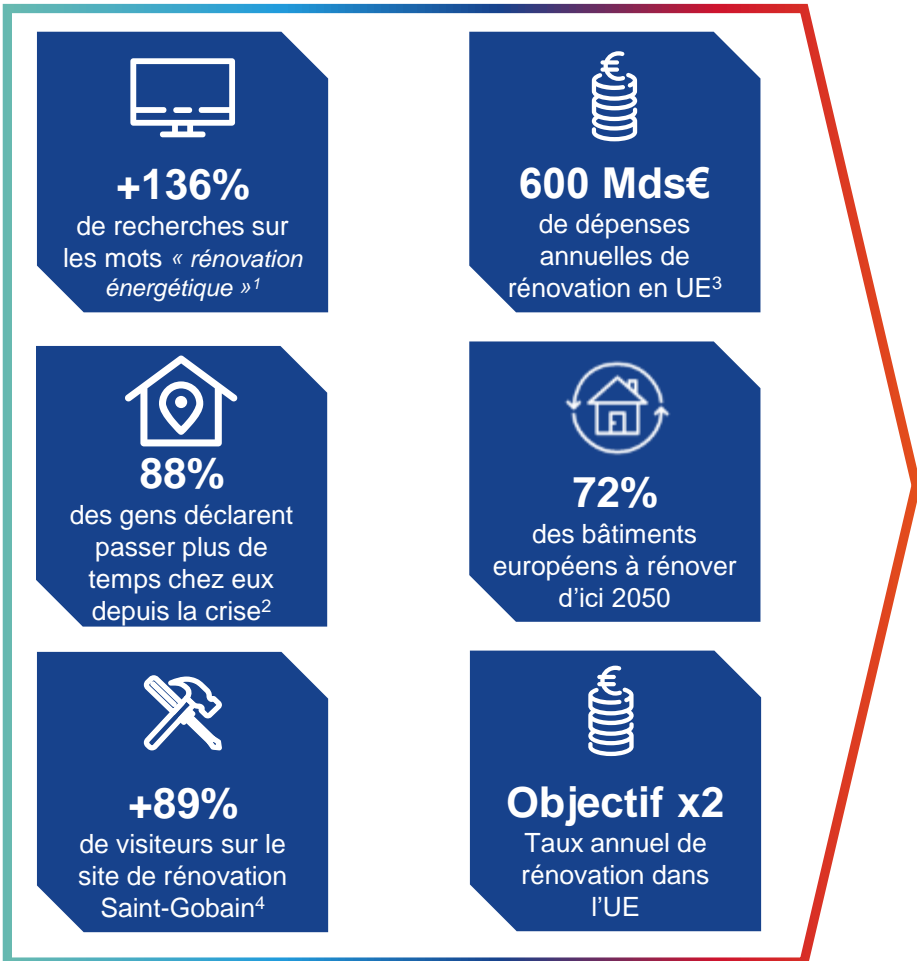 +136%
de recherches sur
les mots « rénovation
énergétique »1
600 Mds€
de dépenses
annuelles de
rénovation en UE3
88%
des gens déclarent
passer plus de
temps chez eux
depuis la crise2
72%
des bâtiments
européens à rénover
d'ici 2050
+89%
de visiteurs sur le
site de rénovation
Saint-Gobain4
Objectif x2
Taux annuel de
rénovation dans
l'UE